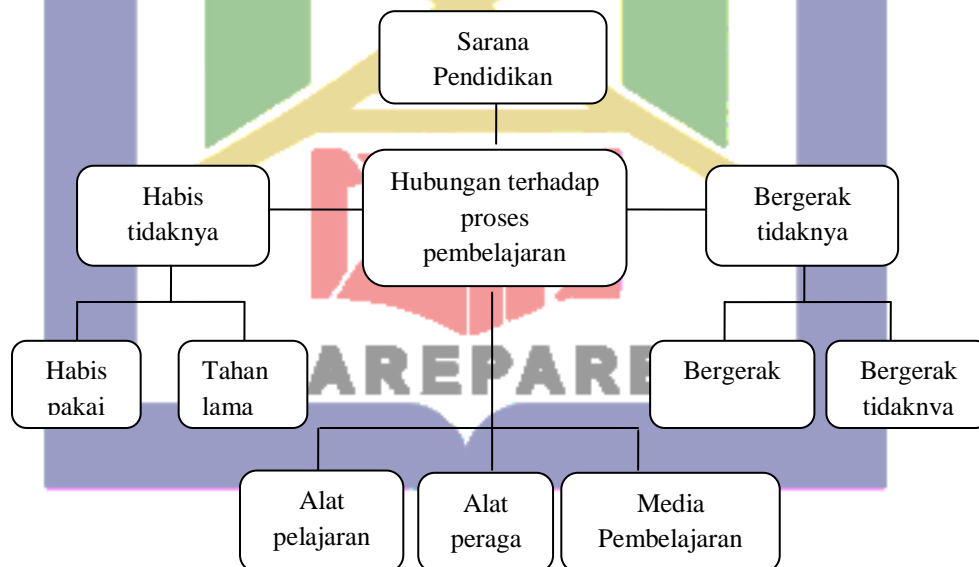 Sarana
Pendidikan
Habis
tidaknya
Hubungan terhadap
proses
pembelajaran
Bergerak
tidaknya
Habis
pakai
Tahan
lama
Bergerak
Bergerak
tidaknya
AREPARE
Alat
pelajaran
Alat
peraga
Media
Pembelajaran